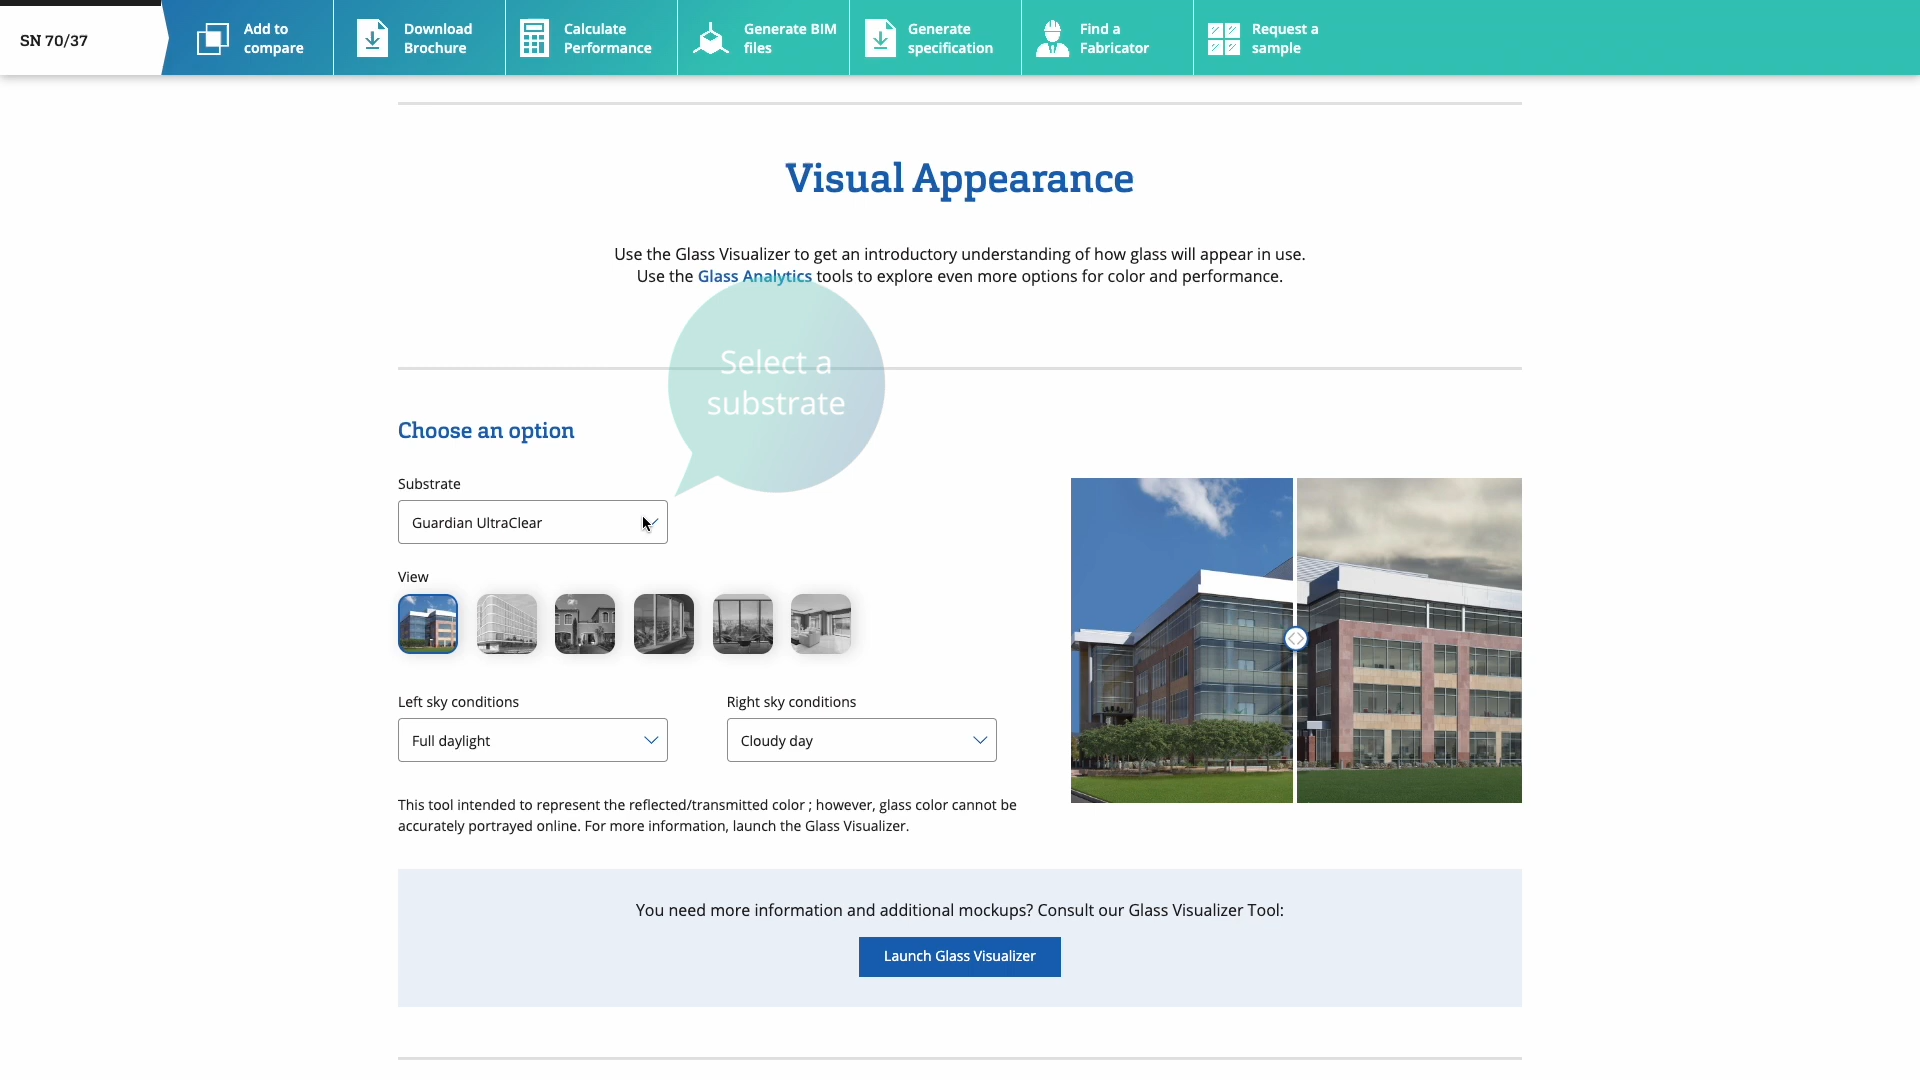 SN 70/37
Add to
compare
Download
Brochure
Calculate
Performance
Generate BIM
files
Generate
specification
Find a
Fabricator
Request a
sample
Visual Appearance
Use the Glass Visualizer to get an introductory understanding of how glass will appear in use.
Use the Glass Analytics tools to explore even more options for color and performance.
Select a
substrate
Choose an option
Substrate
Guardian UltraClear
View
Left sky conditions
Right sky conditions
Full daylight
Cloudy day
This tool intended to represent the reflected/transmitted color ; however, glass color cannot be
accurately portrayed online. For more information, launch the Glass Visualizer.
You need more information and additional mockups? Consult our Glass Visualizer Tool:
Launch Glass Visualizer